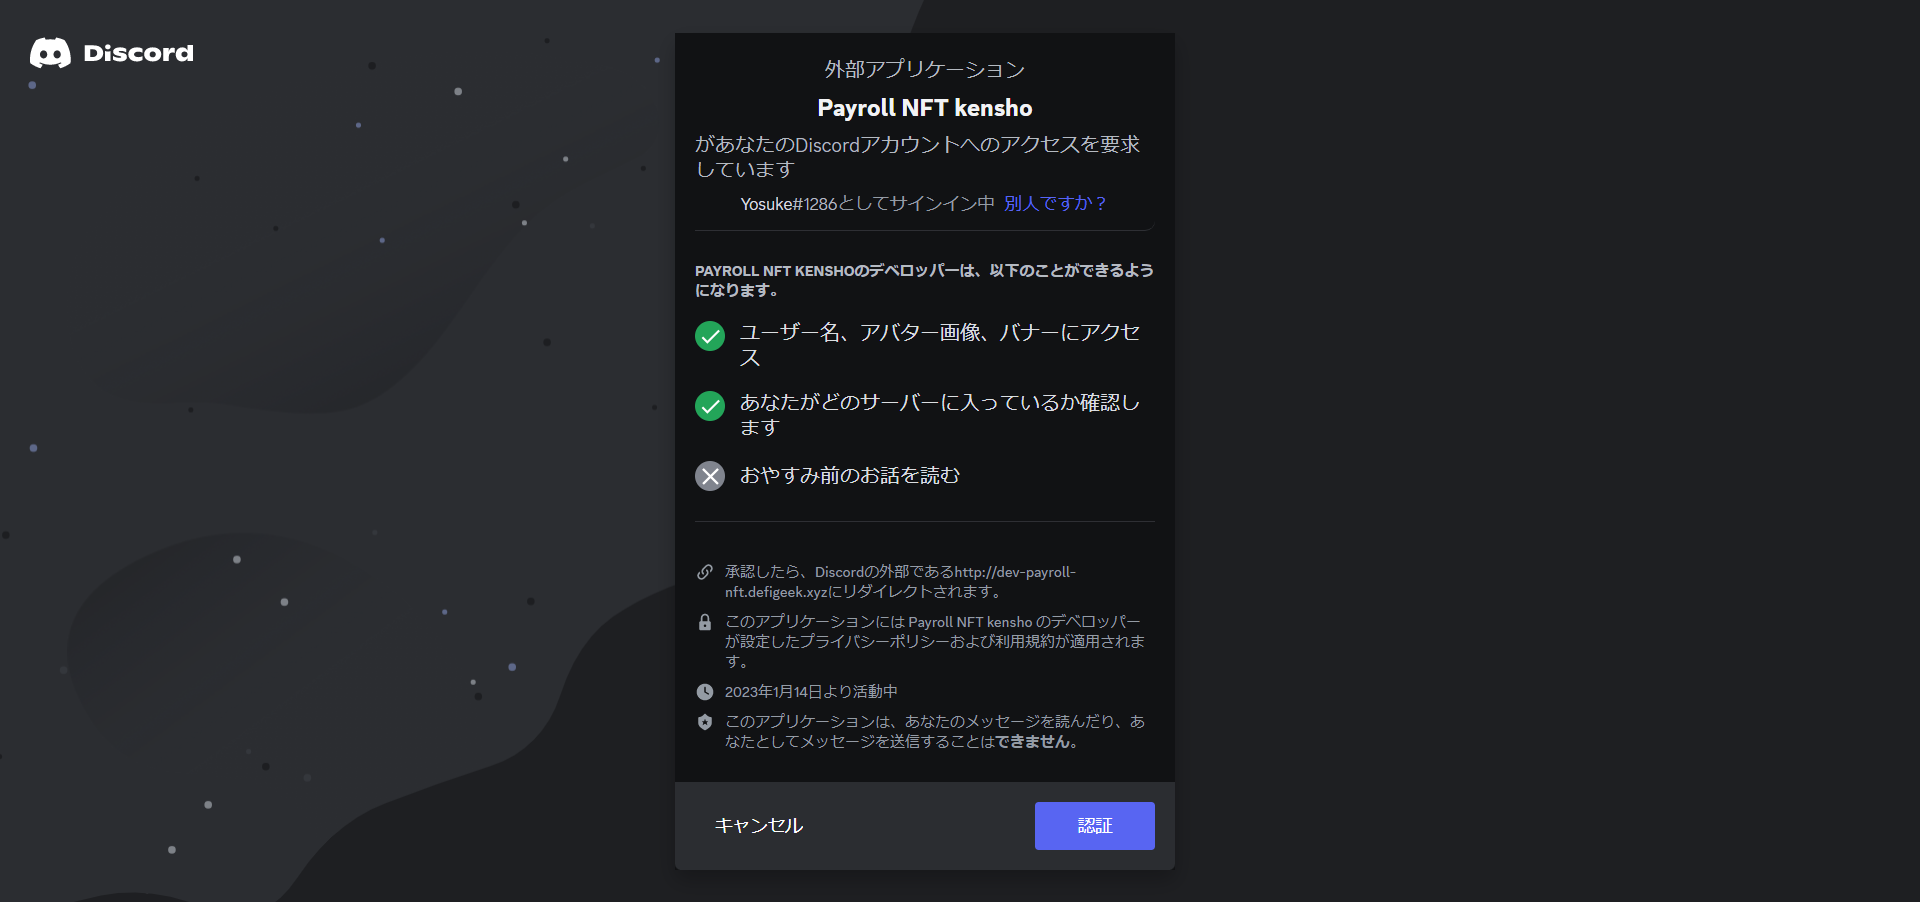 Discord
外部アプリケーション
Payroll NFT kensho
があなたのDiscordアカウントへのアクセスを要求
しています
Yosuke#1286としてサインイン中 別人ですか？
PAYROLL NFT KENSHOのデベロッパーは、以下のことができるよう
になります。
ユーザー名、アバター画像、バナーにアクセ
ス
あなたがどのサーバーに入っているか確認し
ます
おやすみ前のお話を読む
承認したら、Discordの外部であるhttp://dev-payroll-
nft.defigeek.xyzにリダイレクトされます。
このアプリケーションには Payroll NFT kensho のデベロッパー
が設定したプライバシーポリシーおよび利用規約が適用されま
す。
2023年1月14日より活動中
このアプリケーションは、あなたのメッセージを読んだり、あ
なたとしてメッセージを送信することはできません。
キャンセル
認証